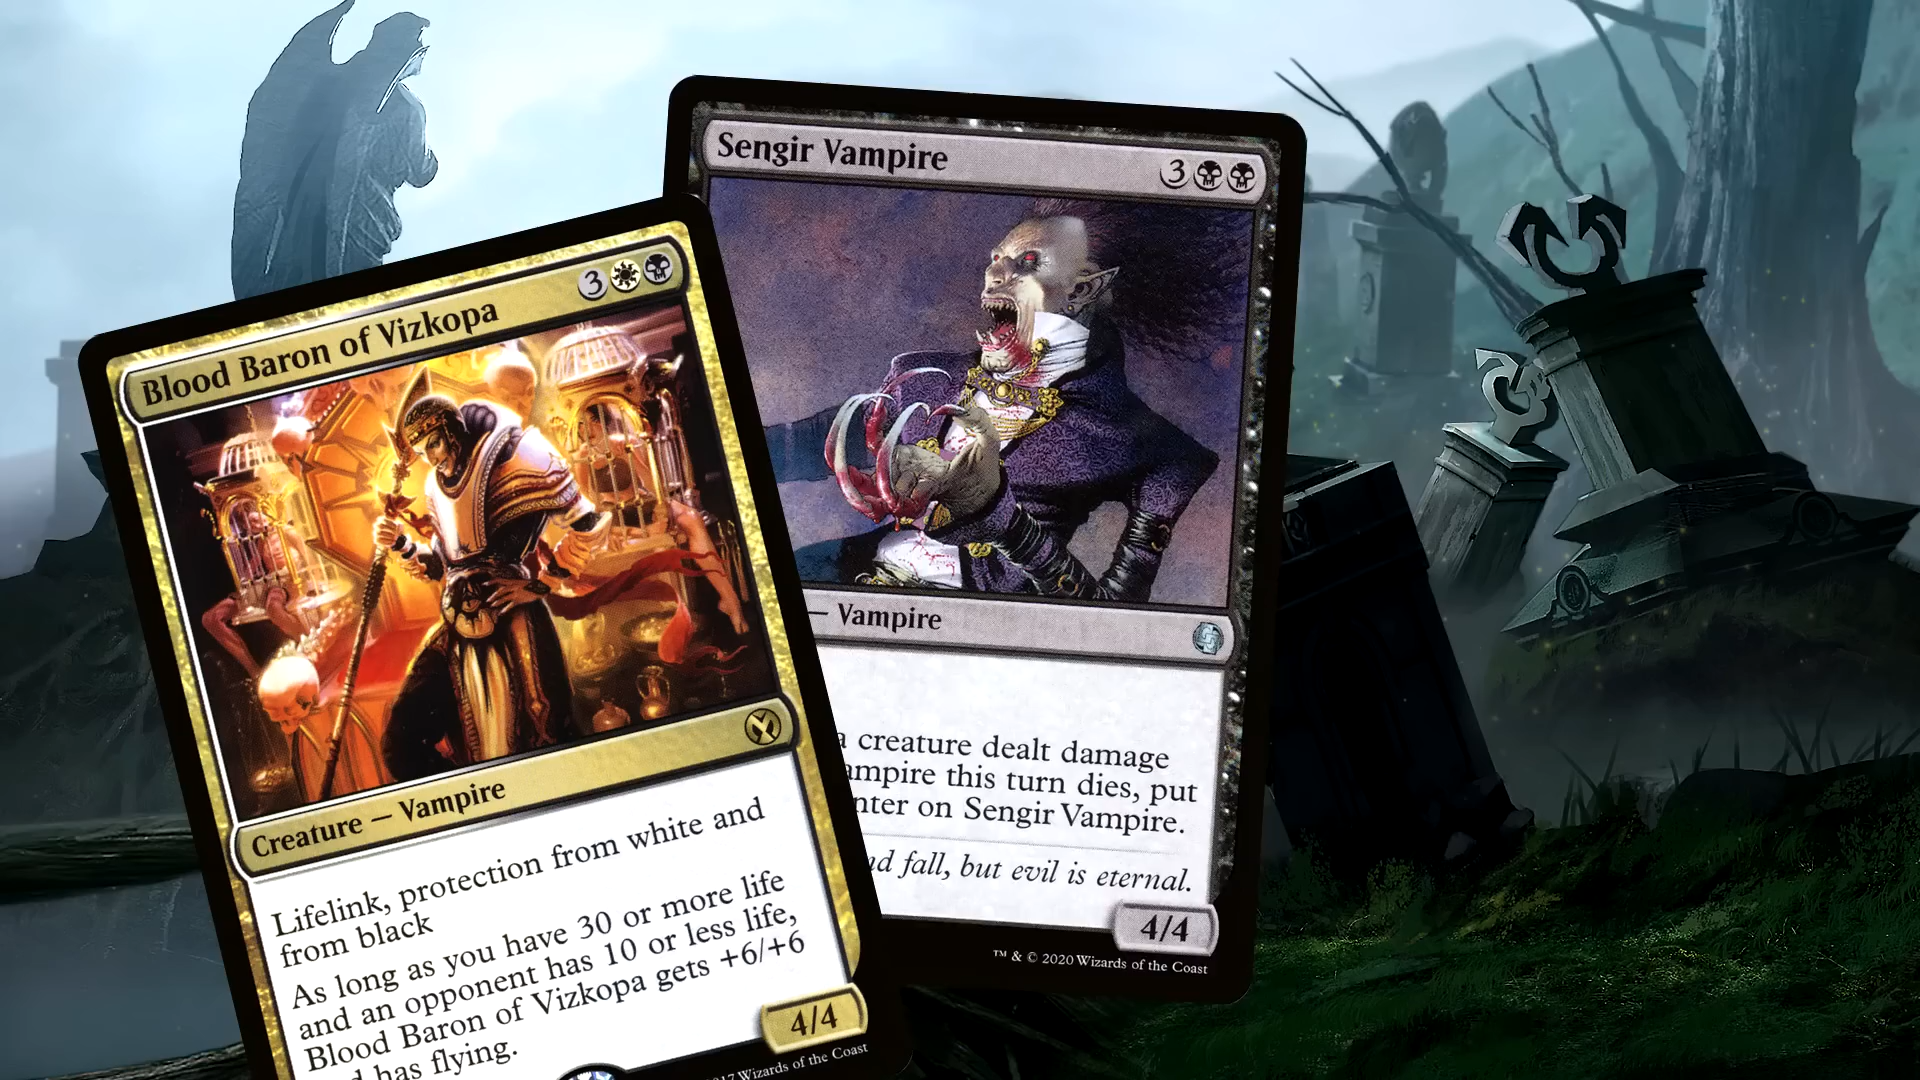 Blood Baron of Vizkopa
3
Creature — Vampire
Lifelink, protection from white and
from black
As long as you have 30 or more life
and an opponent has 10 or less life,
Blood Baron of Vizkopa gets +6/+6
has flying.
4/4
Wizards of the Coast
Sengir Vampire
3
— Vampire
a creature dealt damage
this turn dies, put
on Sengir Vampire.
fall, but evil is eternal.
4/4
™ & © 2020 Wizards of the Coast